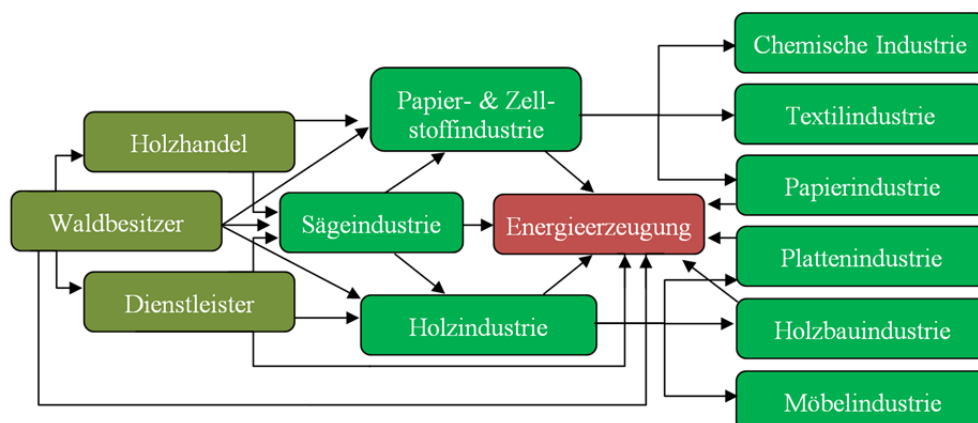 Chemische Industrie
Papier- & Zell-
stoffindustrie
Textilindustrie
Holzhandel
Papierindustrie
Waldbesitzer
Sägeindustrie
Energieerzeugung
Plattenindustrie
Dienstleister
Holzindustrie
Holzbauindustrie
Möbelindustrie